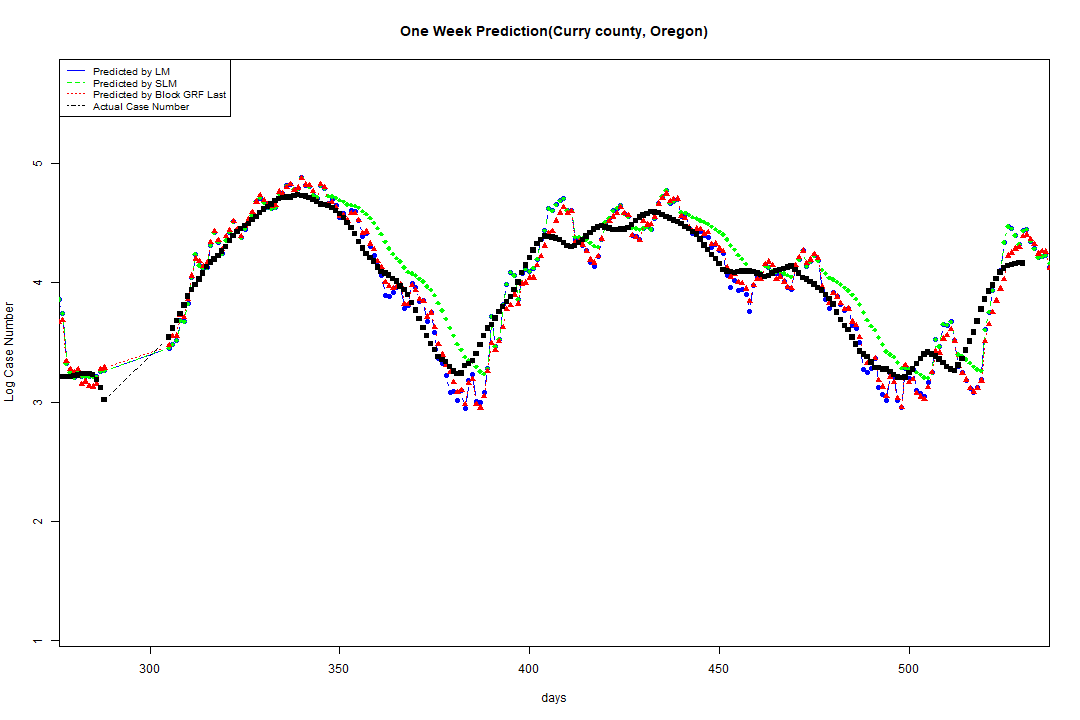 One Week Prediction(Curry county, Oregon)
Predicted by LM
Predicted by SLM
Predicted by Block GRF Last
Actual Case Number
5
4
3
2
1
Log Case Number
300
350
400
450
500
days